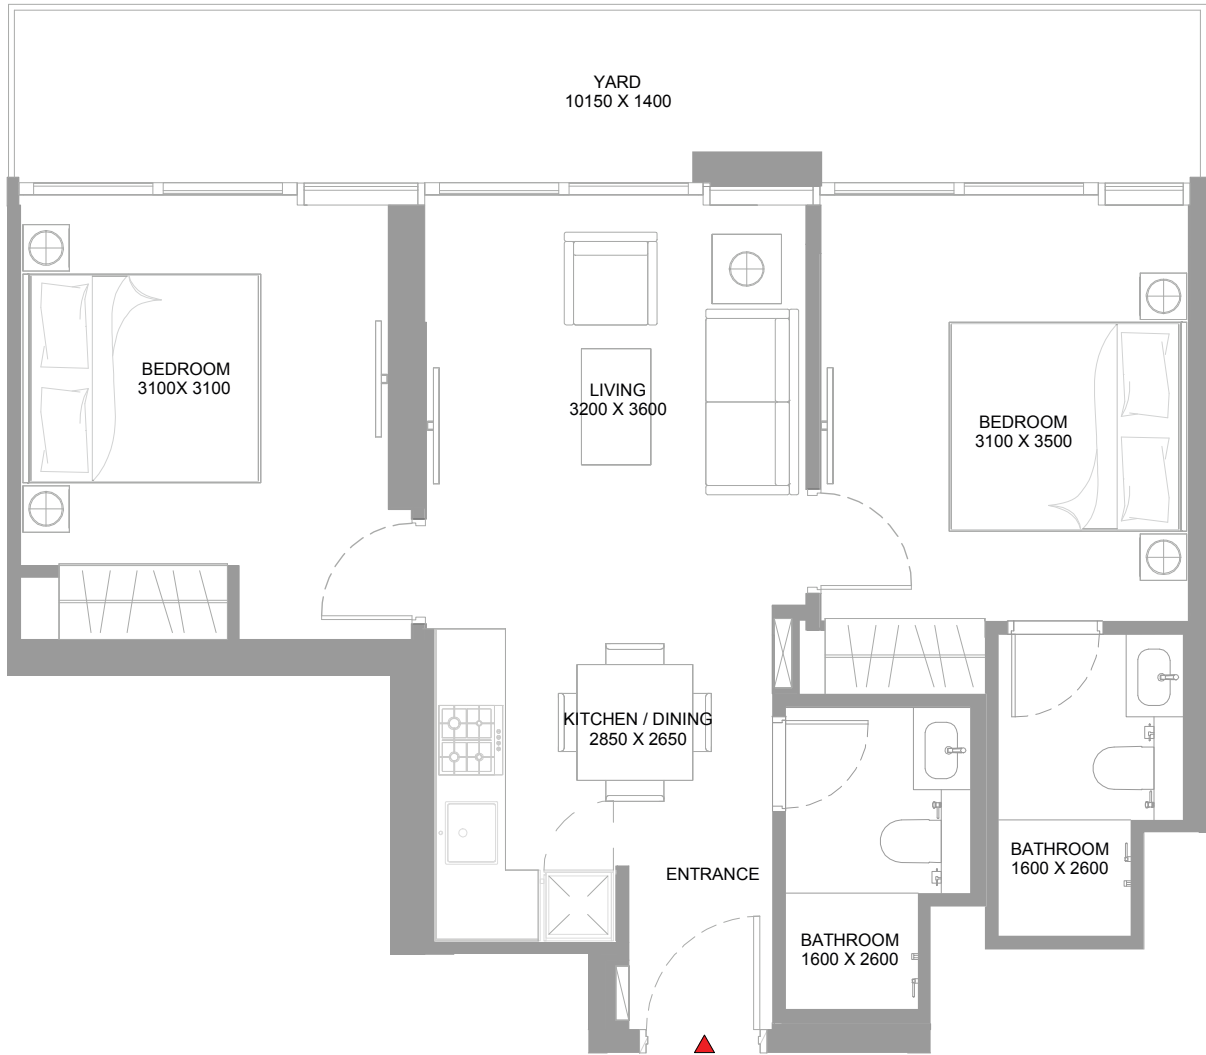 YARD
10150 X 1400
BEDROOM
3100X 3100
LIVING
3200 X 3600
BEDROOM
3100 X 3500
KITCHEN / DINING
2850 X 2650
ENTRANCE
BATHROOM
1600 X 2600
BATHROOM
1600 X 2600